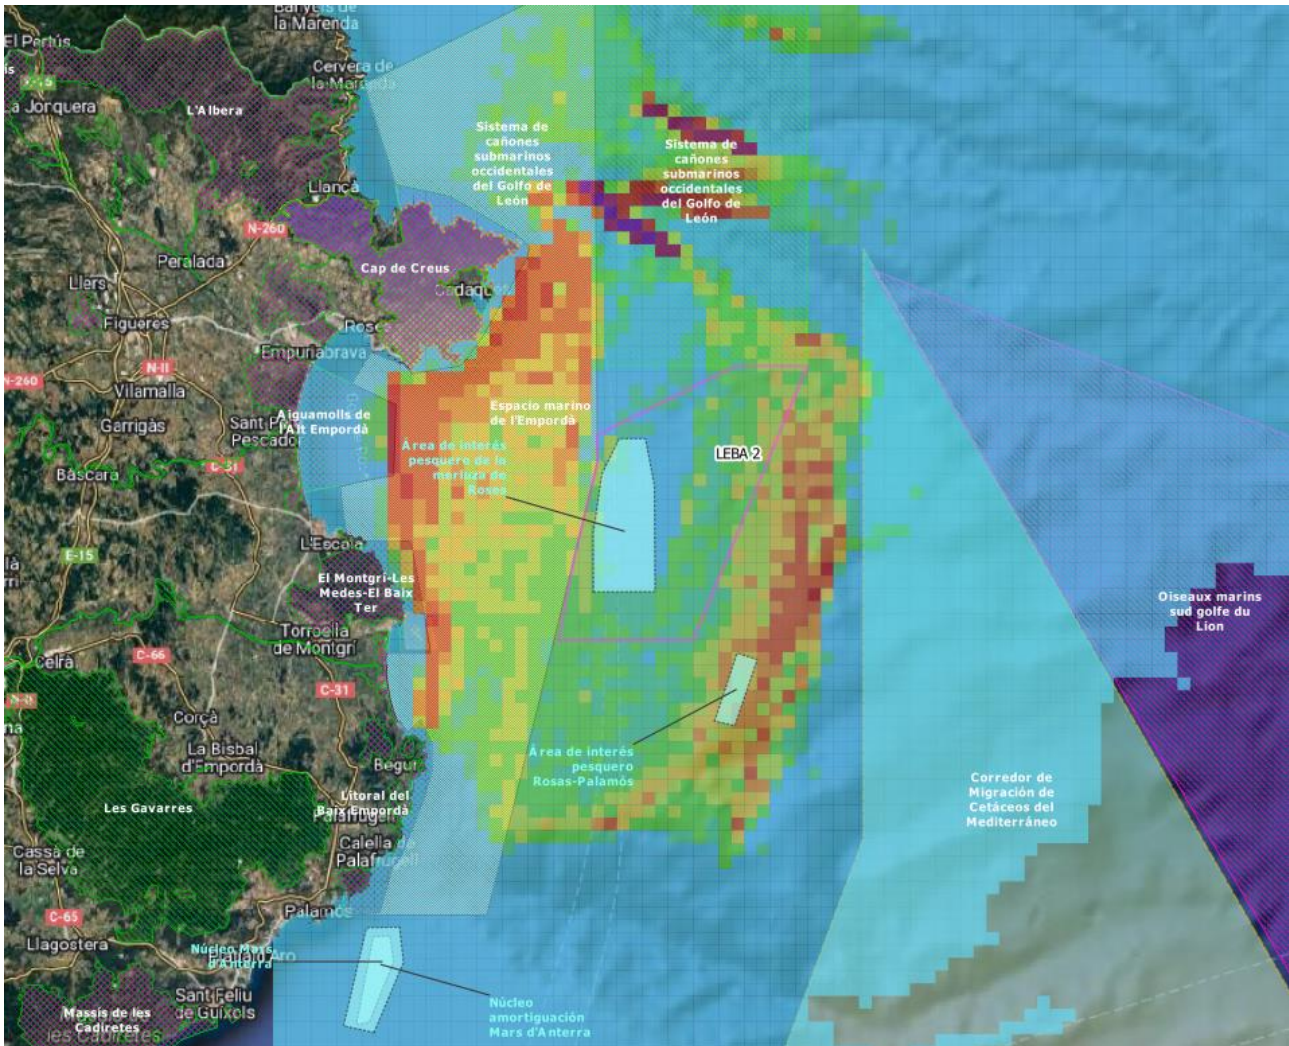 Banyuls de
la Marenda
El Pertús
Cervera de
la Marenda
La Jonquera
L'Albera
Sistema de
cañones
submarinos
occidentales
del Golfo de
León
Sistema de
cañones
submarinos
occidentales
del Golfo de
León
Llançà
N-260
Peralada
Cap de Creus
Cadaqués
Llers
Figueres
Roses
Empuriabrava
N-II
N-260
Vilamalla
Garrigàs
Sant Pere
Pescador
Aiguamolls de
l'Alt Empordà
Espacio marino
de l'Empordà
Área de interés
pesquero de la
merluza de
Roses
LEBA 2
Bàscara
C-31
E-15
L'Escala
El Montgrí-Les
Medes-El Baix
Ter
Oiseaux marins
sud golfe du
Lion
Torroella
de Montgrí
C-66
Celrà
C-31
Corçà
La Bisbal
d'Empordà
Begur
Área de interés
pesquero
Rosas-Palamós
Les Gavarres
Litoral del
Baix Empordà
Palafrugell
Corredor de
Migración de
Cetáceos del
Mediterráneo
Calella de
Palafrugell
Cassà de
la Selva
C-65
Palamós
Llagostera
Núcleo Mars
d'Anterra
Platja d'Aro
Sant Feliu
de Guíxols
Núcleo
amortiguación
Mars d'Anterra
Massís de les
Cadiretes
les Cadiretes